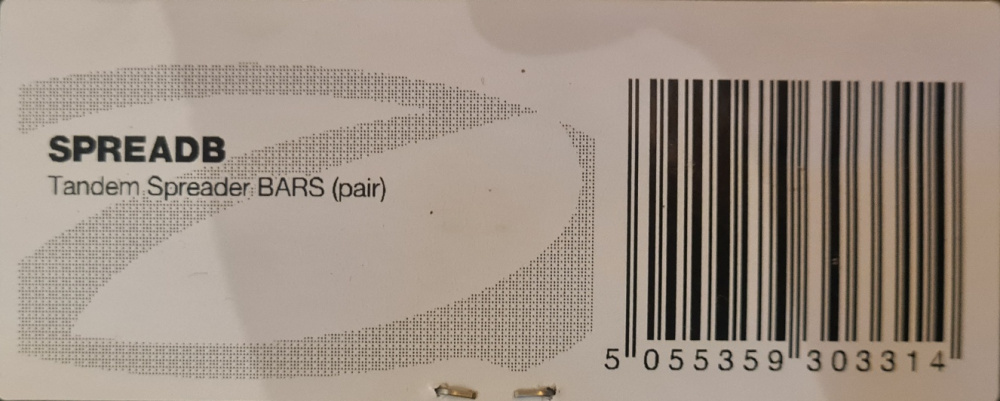 SPREADB
Tandem Spreader BARS (pair)
5 055359 303314